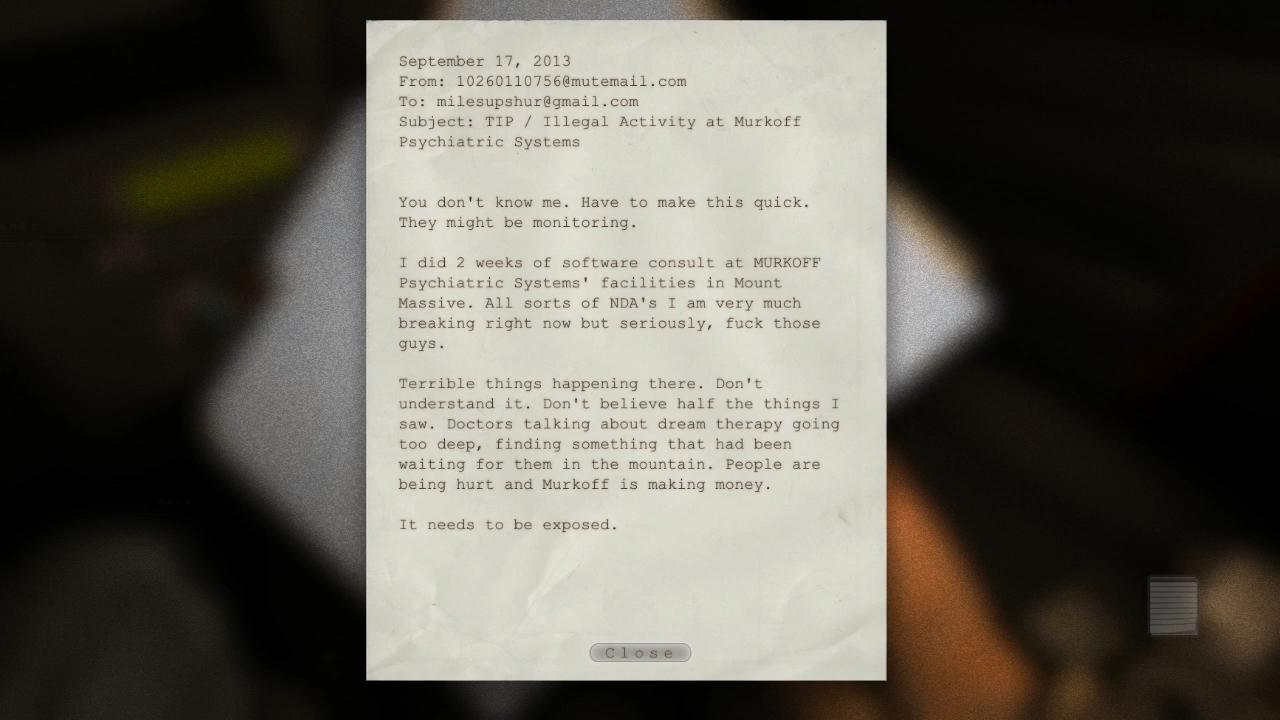 September 17, 2013
From: 10260110756@mutemail.com
To: milesupshur@gmail.com
Subject: TIP / Illegal Activity at Murkoff
Psychiatric Systems
You don't know me. Have to make this quick.
They might be monitoring.
I did 2 weeks of software consult at MURKOFF
Psychiatric Systems' facilities in Mount
Massive. All sorts of NDA's I am very much
breaking right now but seriously, fuck those
guys.
Terrible things happening there. Don't
understand it. Don't believe half the things I
saw. Doctors talking about dream therapy going
too deep, finding something that had been
waiting for them in the mountain. People are
being hurt and Murkoff is making money.
It needs to be exposed.
Close